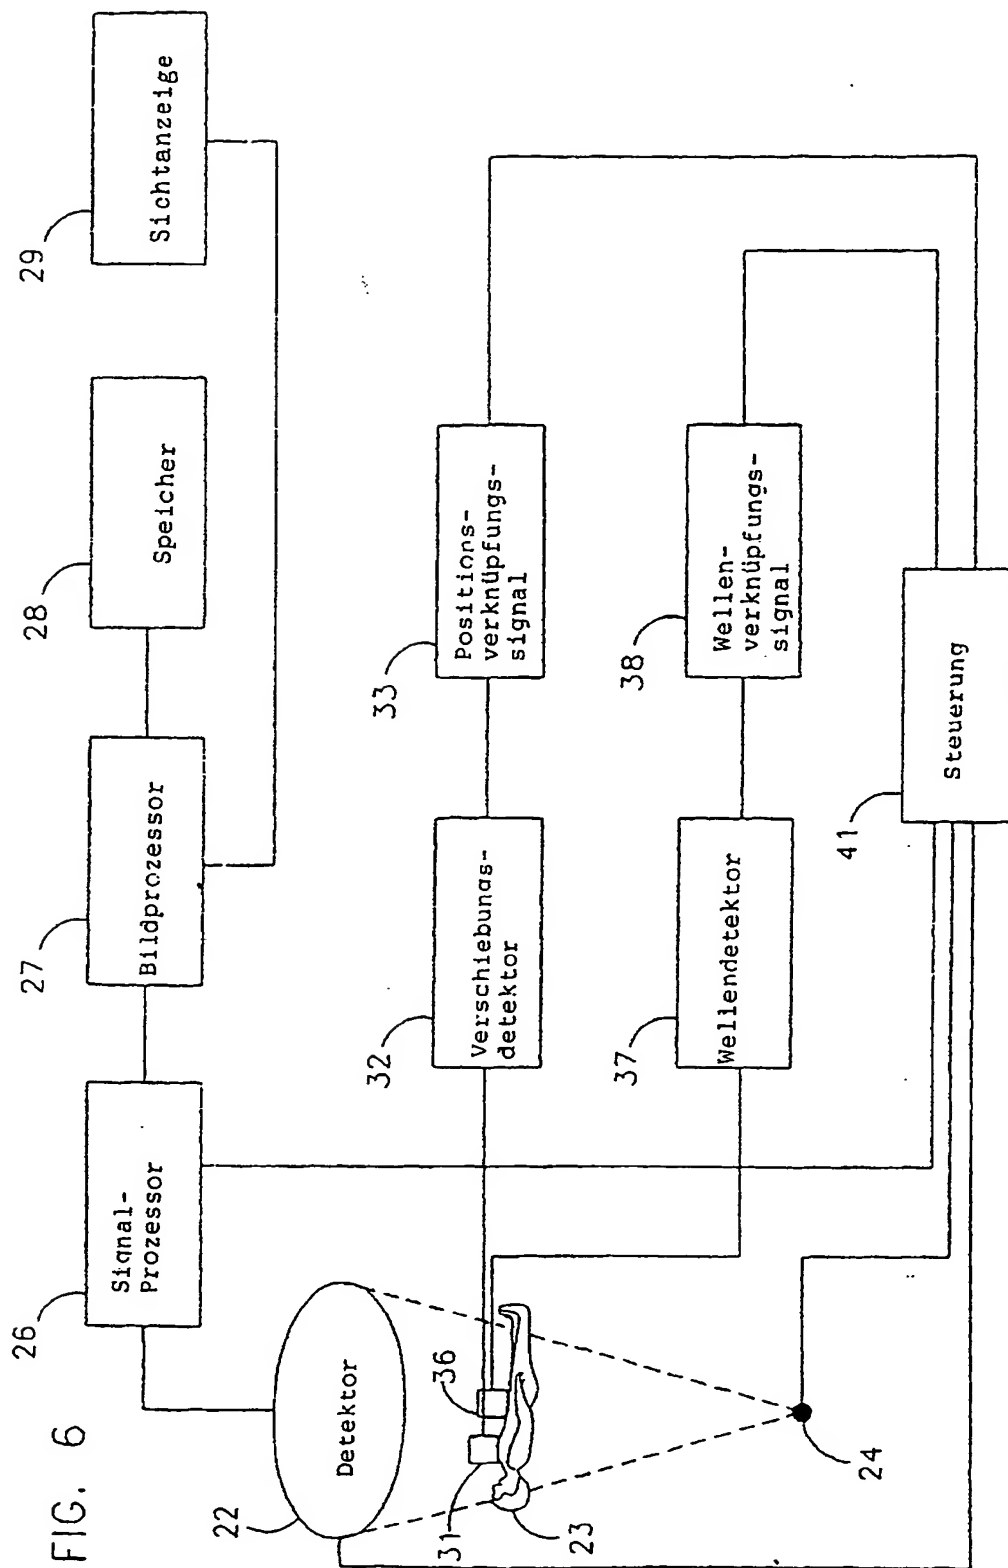 FIG. 6
22
Detektor
26
Signal-
Prozessor
27
Bildprozessor
28
Speicher
29
Sichtanzeige
31
36
23
24
32
Verschiebungs-
detektor
33
Positions-
verknüpfungs-
signal
37
Wellendetektor
38
Wellen-
verknüpfungs-
signal
41
Steuerung